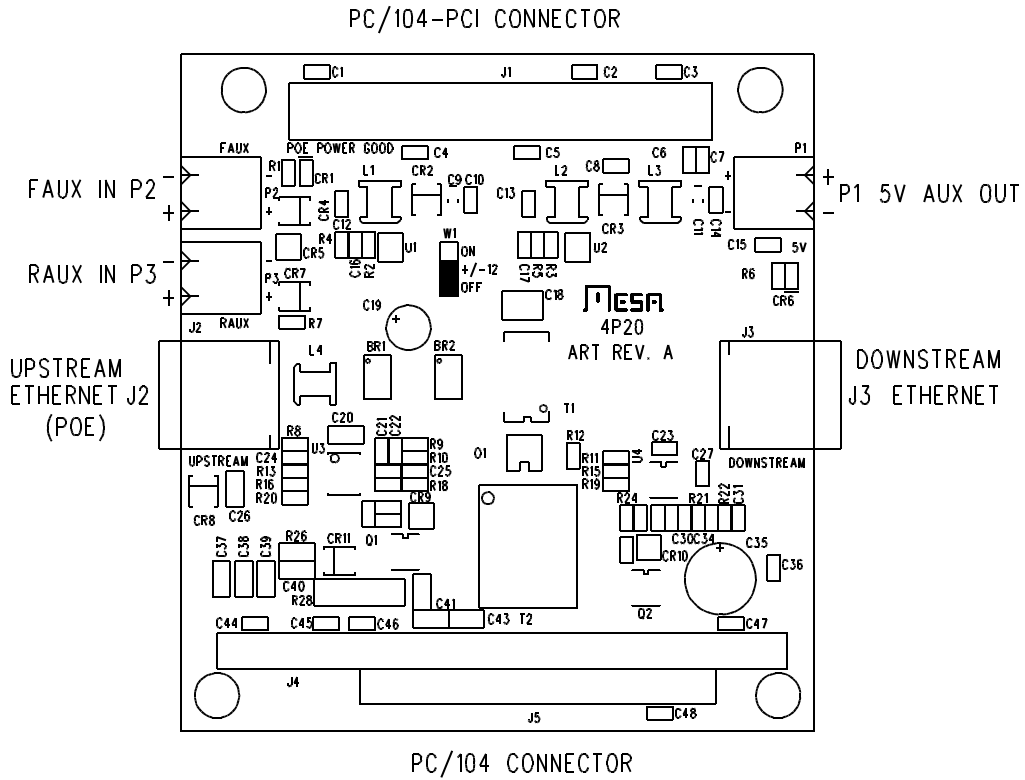 PC/104-PCI CONNECTOR
C1 J1 C2 C3
FAUX POE POWER GOOD C4 C5 C6 C7 P1
R1 CR1 L1 CR2 C8 L2 L3
FAUX IN P2
- - P2 + + CR4 C9 C10 C13 CR3 C11 C14 + - - +
P1 5V AUX OUT
C12 R4 C16 R2 U1 W1 ON +/-12 OFF C17 R5 R3 U2 C15 5V
CR5
RAUX IN P3
- - P3 + + CR7 R6 CR6
C19 + C18 MESA
J2 RAUX R7 4P20 J3
ART REV. A
L4 BR1 BR2
UPSTREAM
ETHERNET J2
(POE)
DOWNSTREAM
J3 ETHERNET
T1
C20 C21 C22
R8 U3 R9 O1 R12 U4 C23
C24 R10 R11
UPSTREAM R13 C25 R15 C27 DOWNSTREAM
R16 R18 R19
R20 CR9 R24 R21 R22 C31
CR8 C26
Q1 C30 C34
C37 C38 C39 R26 CR11 CR10 + C35 C36
C40
R28 C41 Q2
C44 C45 C46 C43 T2 C47
J4
J5 C48
PC/104 CONNECTOR